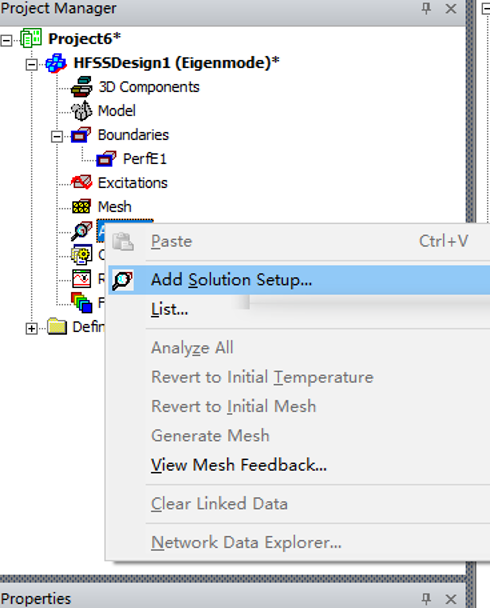 Project Manager
Project6*
HFSSDesign1 (Eigenmode)*
3D Components
Model
Boundaries
PerfE1
Excitations
Mesh
Paste Ctrl+V
Add Solution Setup...
List...
Analyze All
Revert to Initial Temperature
Revert to Initial Mesh
Generate Mesh
View Mesh Feedback...
Clear Linked Data
Network Data Explorer...
Defin
Properties